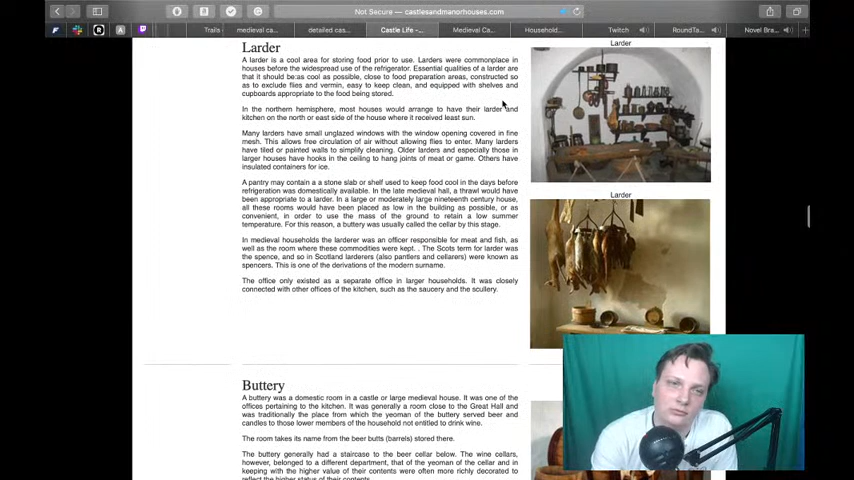 Not Secure — castlesandmanorhouses.com
Trails
medieval ca...
detailed cas...
Castle Life -...
Medieval Ca...
Household...
Twitch
RoundTa...
Novel Bra...
Larder
A larder is a cool area for storing food prior to use. Larders were commonplace in
houses before the widespread use of the refrigerator. Essential qualities of a larder are
that it should be:as cool as possible, close to food preparation areas, constructed so
as to exclude flies and vermin, easy to keep clean, and equipped with shelves and
cupboards appropriate to the food being stored.
In the northern hemisphere, most houses would arrange to have their larder and
kitchen on the north or east side of the house where it received least sun.
Many larders have small unglazed windows with the window opening covered in fine
mesh. This allows free circulation of air without allowing flies to enter. Many larders
have tiled or painted walls to simplify cleaning. Older larders and especially those in
larger houses have hooks in the ceiling to hang joints of meat or game. Others have
insulated containers for ice.
A pantry may contain a a stone slab or shelf used to keep food cool in the days before
refrigeration was domestically available. In the late medieval hall, a thrawl would have
been appropriate to a larder. In a large or moderately large nineteenth century house,
all these rooms would have been placed as low in the building as possible, or as
convenient, in order to use the mass of the ground to retain a low summer
temperature. For this reason, a buttery was usually called the cellar by this stage.
In medieval households the larderer was an officer responsible for meat and fish, as
well as the room where these commodities were kept. . The Scots term for larder was
the spence, and so in Scotland larderers (also pantlers and cellarers) were known as
spencers. This is one of the derivations of the modern surname.
The office only existed as a separate office in larger households. It was closely
connected with other offices of the kitchen, such as the saucery and the scullery.
Larder
Larder
Buttery
A buttery was a domestic room in a castle or large medieval house. It was one of the
offices pertaining to the kitchen. It was generally a room close to the Great Hall and
was traditionally the place from which the yeoman of the buttery served beer and
candles to those lower members of the household not entitled to drink wine.
The room takes its name from the beer butts (barrels) stored there.
The buttery generally had a staircase to the beer cellar below. The wine cellars,
however, belonged to a different department, that of the yeoman of the cellar and in
keeping with the higher value of their contents were often more richly decorated to
reflect the higher status of their contents.